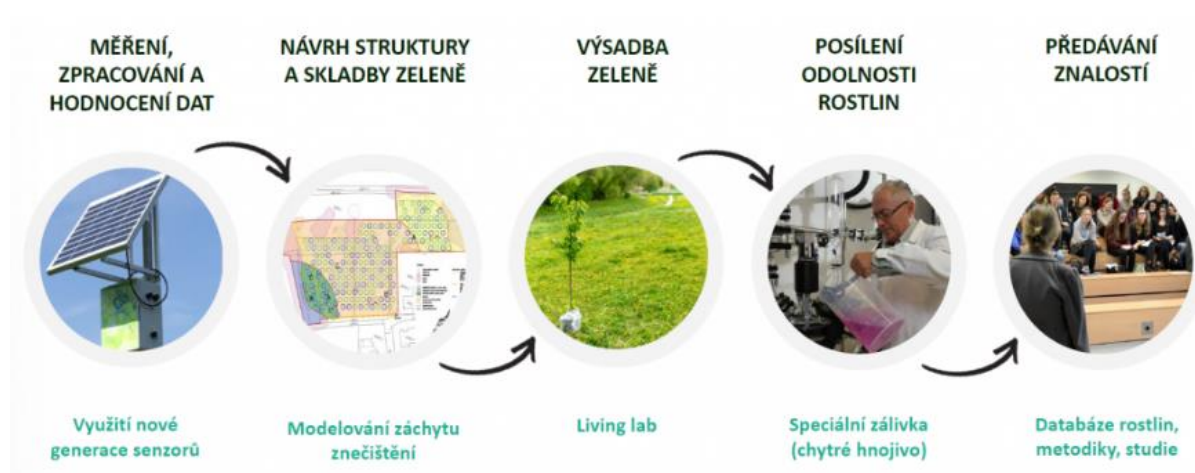 MĚŘENÍ,
ZPRACOVÁNÍ A
HODNOCENÍ DAT
NÁVRH STRUKTURY
A SKLADBY ZELENĚ
VÝSADBA
ZELENĚ
POSÍLENÍ
ODOLNOSTI
ROSTLIN
PŘEDÁVÁNÍ
ZNALOSTÍ
Využití nové
generace senzorů
Modelování záchytu
znečištění
Living lab
Speciální zálivka
(chytré hnojivo)
Databáze rostlin,
metodiky, studie